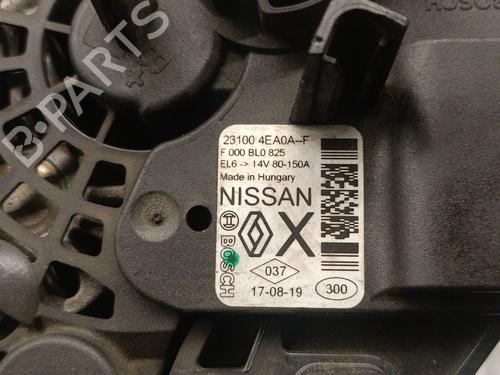 BOSCH
B+
23100 4EA0A-F
F 000 BL0 825
EL6 -> 14V 80-150A
Made in Hungary
NISSAN
BOSCH
X
037
17-08-19
300